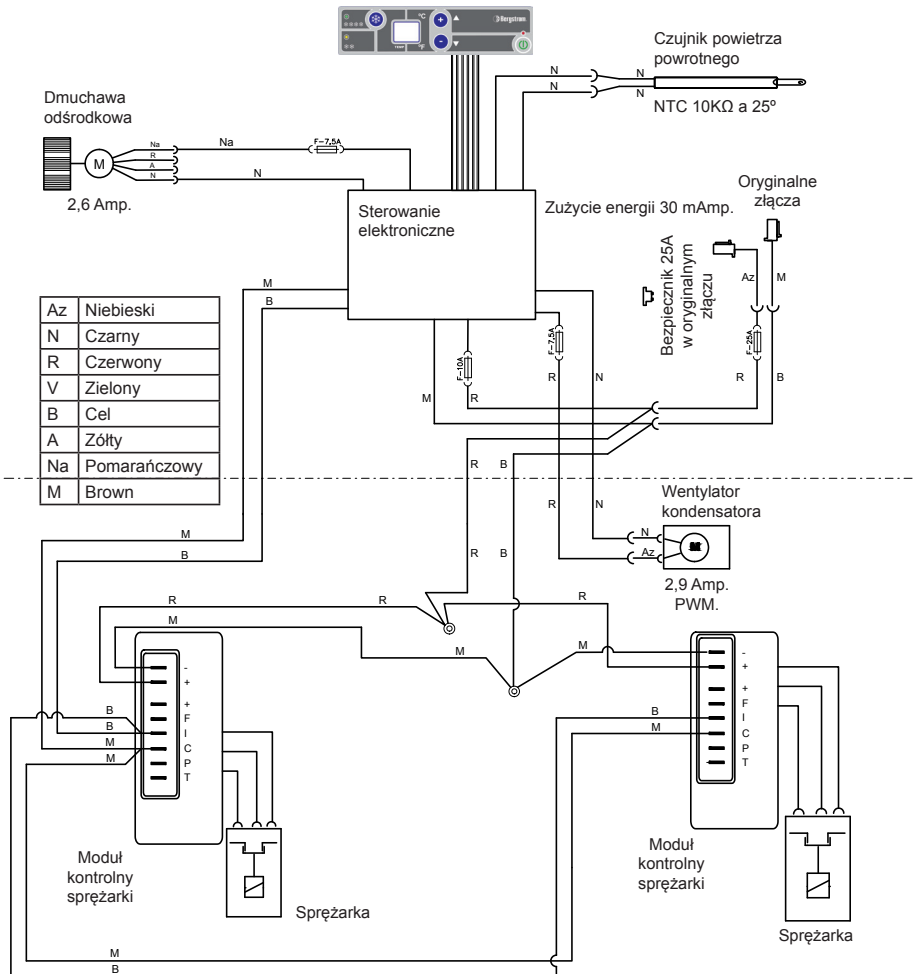 °C
°F
TEMP
Bergstrom
Czujnik powietrza
powrotnego
N
N
N
N
NTC 10KΩ a 25º
Dmuchawa
odśrodkowa
Na
R
A
N
M
Na
F-7,5A
N
2,6 Amp.
Sterowanie
elektroniczne
Zużycie energii 30 mAmp.
Oryginalne
złącza
Bezpiecznik 25A
w oryginalnym
złączu
Az
M
F-25A
R
B
M
B
F-10A
F-7,5A
M
R
R
N
Az Niebieski
N Czarny
R Czerwony
V Zielony
B Cel
A Zółty
Na Pomarańczowy
M Brown
R
B
R
N
Wentylator
kondensatora
N
Az
M
2,9 Amp.
PWM.
M
B
R
B
R
R
R
M
M
M
-
+
+
F
I
C
P
T
B
B
M
M
-
+
+
F
I
C
P
T
B
M
Moduł
kontrolny
sprężarki
Sprężarka
Moduł
kontrolny
sprężarki
Sprężarka
M
B